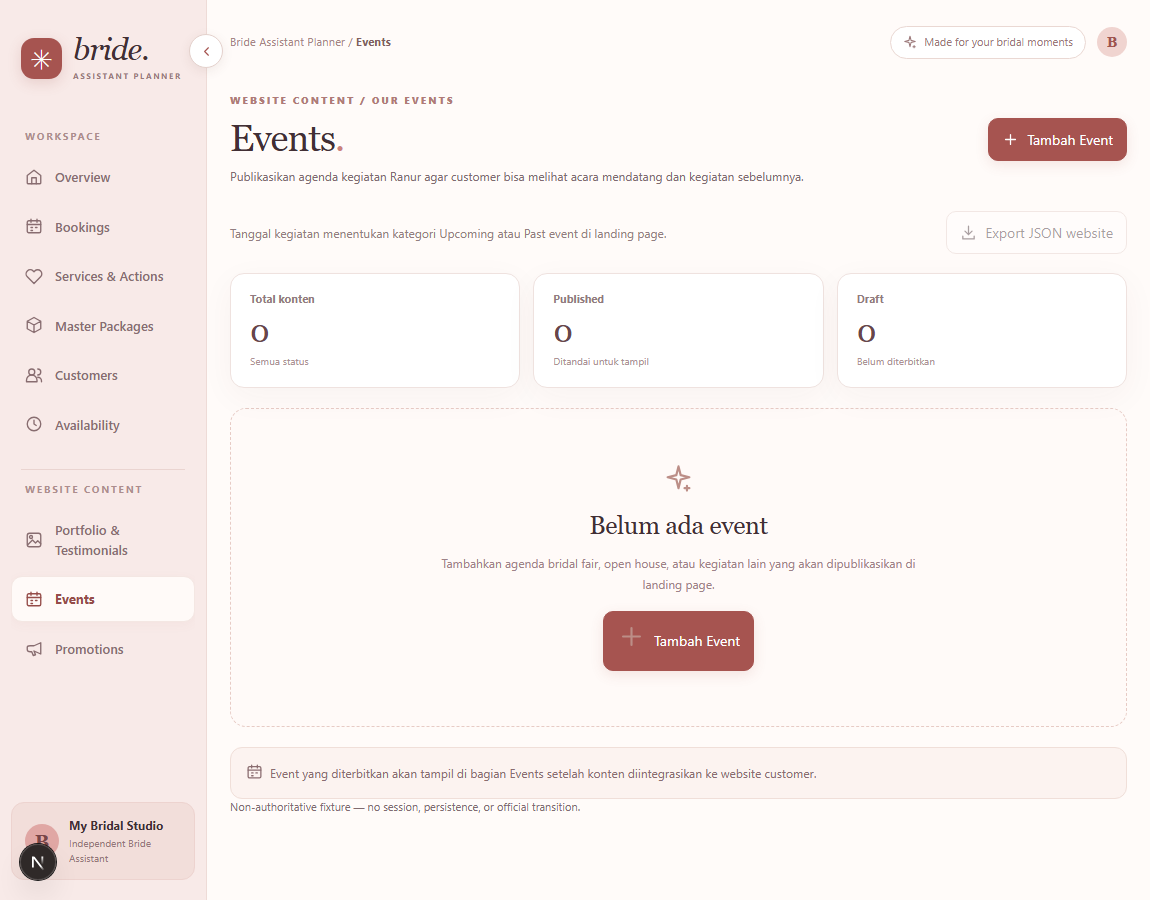 bride.
ASSISTANT PLANNER
WORKSPACE
Overview
Bookings
Services & Actions
Master Packages
Customers
Availability
WEBSITE CONTENT
Portfolio &
Testimonials
Events
Promotions
B
My Bridal Studio
Independent Bride
Assistant
N
Bride Assistant Planner / Events
Made for your bridal moments
B
WEBSITE CONTENT / OUR EVENTS
Events.
Tambah Event
Publikasikan agenda kegiatan Ranur agar customer bisa melihat acara mendatang dan kegiatan sebelumnya.
Tanggal kegiatan menentukan kategori Upcoming atau Past event di landing page.
Export JSON website
Total konten
0
Semua status
Published
0
Ditandai untuk tampil
Draft
0
Belum diterbitkan
Belum ada event
Tambahkan agenda bridal fair, open house, atau kegiatan lain yang akan dipublikasikan di
landing page.
Tambah Event
Event yang diterbitkan akan tampil di bagian Events setelah konten diintegrasikan ke website customer.
Non-authoritative fixture — no session, persistence, or official transition.